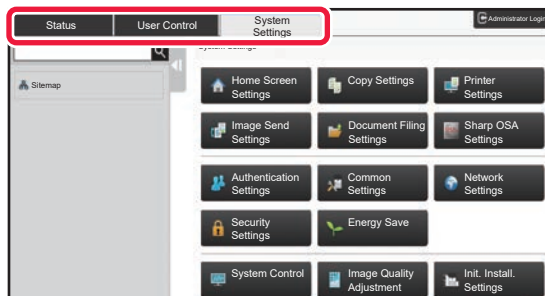 Status
User Control
System
Settings
Administrator Login
System Settings
Sitemap
Home Screen
Settings
Copy Settings
Printer
Settings
Image Send
Settings
Document Filing
Settings
Sharp OSA
Settings
Authentication
Settings
Common
Settings
Network
Settings
Security
Settings
Energy Save
System Control
Image Quality
Adjustment
Init. Install.
Settings